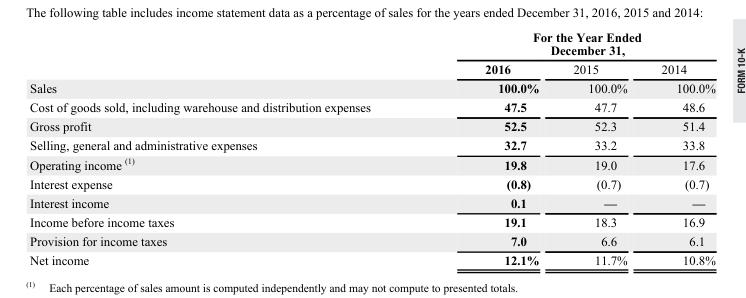 The following table includes income statement data as a percentage of sales for the years ended December 31, 2016, 2015 and 2014:
For the Year Ended
December 31,
2016 2015 2014
Sales 100.0% 100.0% 100.0%
Cost of goods sold, including warehouse and distribution expenses 47.5 47.7 48.6
Gross profit 52.5 52.3 51.4
Selling, general and administrative expenses 32.7 33.2 33.8
Operating income (1) 19.8 19.0 17.6
Interest expense (0.8) (0.7) (0.7)
Interest income 0.1 — —
Income before income taxes 19.1 18.3 16.9
Provision for income taxes 7.0 6.6 6.1
Net income 12.1% 11.7% 10.8%
(1) Each percentage of sales amount is computed independently and may not compute to presented totals.
FORM 10-K